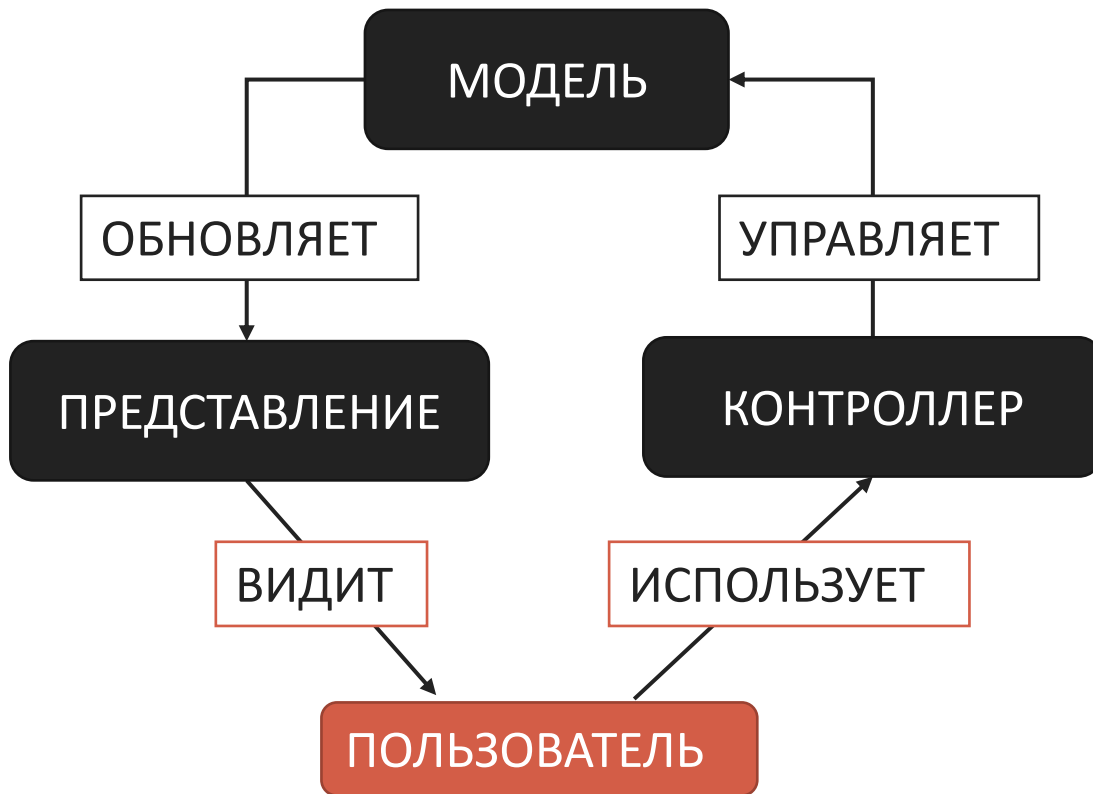 МОДЕЛЬ
ОБНОВЛЯЕТ
УПРАВЛЯЕТ
ПРЕДСТАВЛЕНИЕ
КОНТРОЛЛЕР
ВИДИТ
ИСПОЛЬЗУЕТ
ПОЛЬЗОВАТЕЛЬ